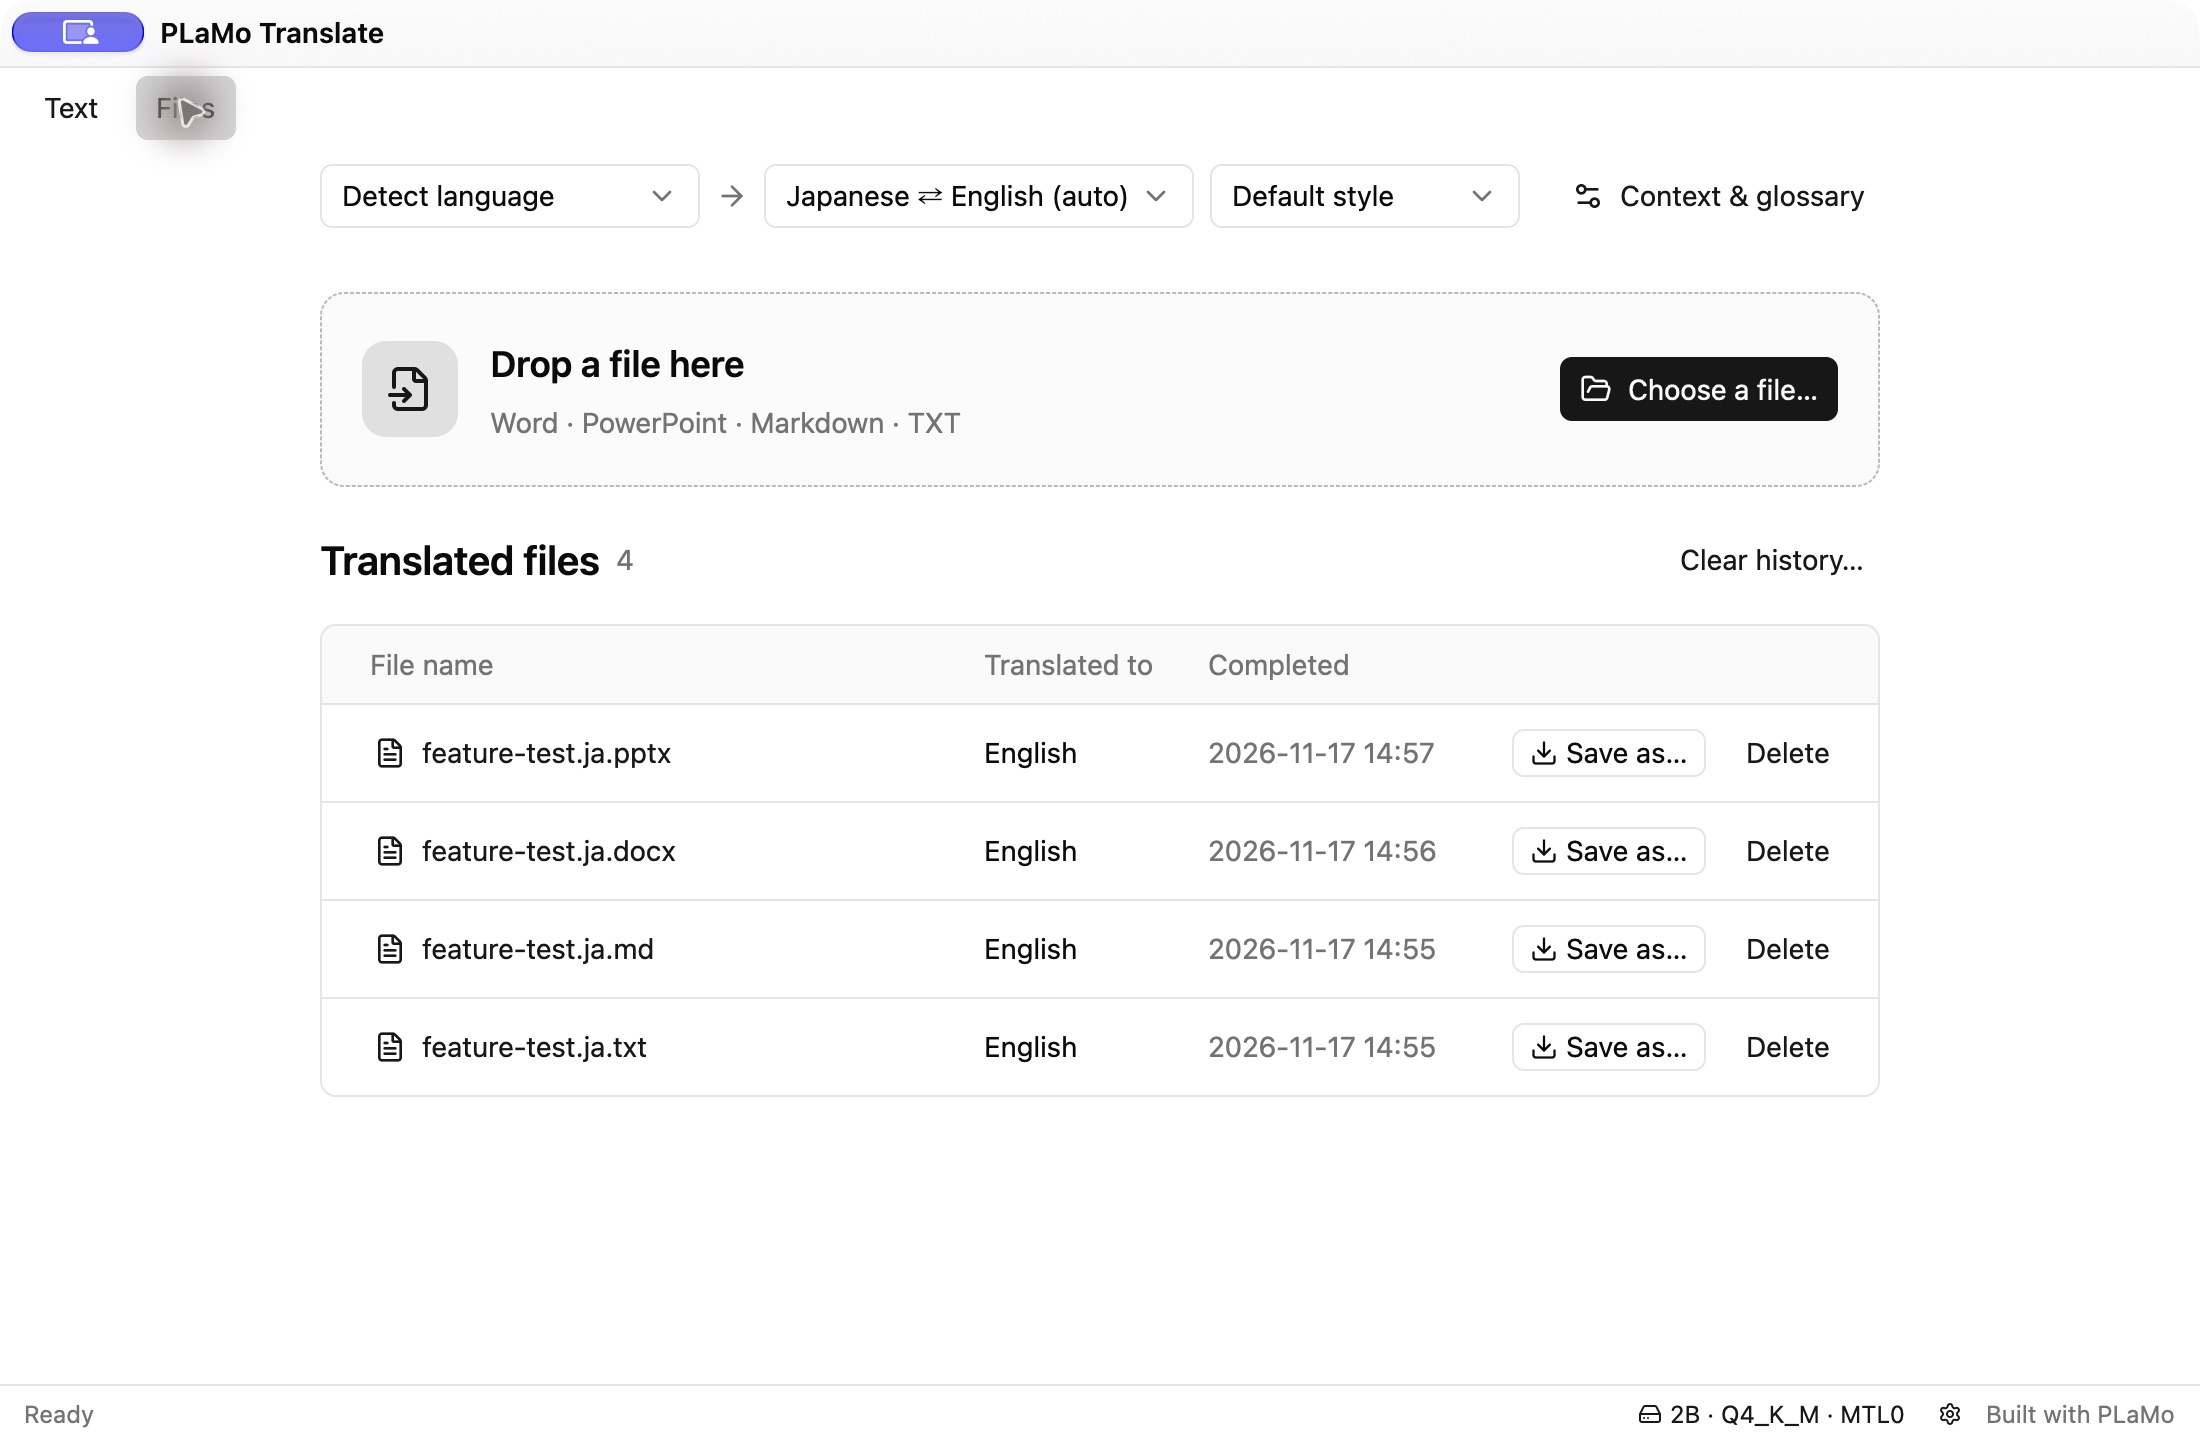 PLaMo Translate
Text
Files
Detect language
Japanese ⇄ English (auto)
Default style
Context & glossary
Drop a file here
Word · PowerPoint · Markdown · TXT
Choose a file...
Translated files 4
Clear history...
File name Translated to Completed
feature-test.ja.pptx English 2026-11-17 14:57 Save as... Delete
feature-test.ja.docx English 2026-11-17 14:56 Save as... Delete
feature-test.ja.md English 2026-11-17 14:55 Save as... Delete
feature-test.ja.txt English 2026-11-17 14:55 Save as... Delete
Ready
2B · Q4_K_M · MTL0
Built with PLaMo